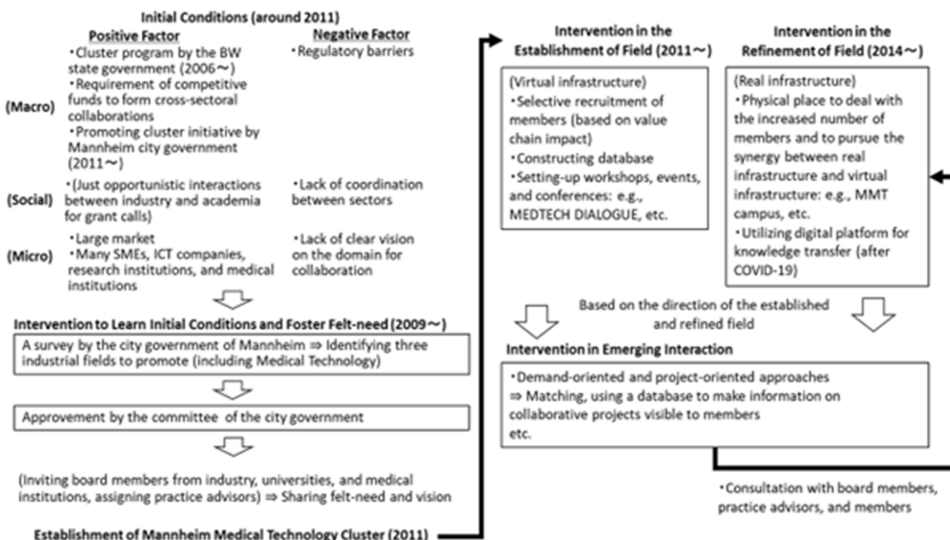 Initial Conditions (around 2011)
Positive Factor
Negative Factor
(Macro)
・Cluster program by the BW
state government (2006～)
・Requirement of competitive
funds to form cross-sectoral
collaborations
・Promoting cluster initiative by
Mannheim city government
(2011～)
・Regulatory barriers
(Social)
・(Just opportunistic interactions
between industry and academia
for grant calls)
・Lack of coordination
between sectors
(Micro)
・Large market
・Many SMEs, ICT companies,
research institutions, and medical
institutions
・Lack of clear vision
on the domain for
collaboration
Intervention to Learn Initial Conditions and Foster Felt-need (2009～)
A survey by the city government of Mannheim ⇒ Identifying three
industrial fields to promote (including Medical Technology)
Approvement by the committee of the city government
(Inviting board members from industry, universities, and medical
institutions, assigning practice advisors) ⇒ Sharing felt-need and vision
Establishment of Mannheim Medical Technology Cluster (2011)
Intervention in the
Establishment of Field (2011～)
(Virtual infrastructure)
・Selective recruitment of
members (based on value
chain impact)
・Constructing database
・Setting-up workshops, events,
and conferences: e.g.,
MEDTECH DIALOGUE, etc.
Intervention in the
Refinement of Field (2014～)
(Real infrastructure)
・Physical place to deal with
the increased number of
members and to pursue the
synergy between real
infrastructure and virtual
infrastructure: e.g., MMT
campus, etc.
・Utilizing digital platform for
knowledge transfer (after
COVID-19)
Based on the direction of the established
and refined field
Intervention in Emerging Interaction
・Demand-oriented and project-oriented approaches
⇒ Matching, using a database to make information on
collaborative projects visible to members
etc.
・Consultation with board members,
practice advisors, and members